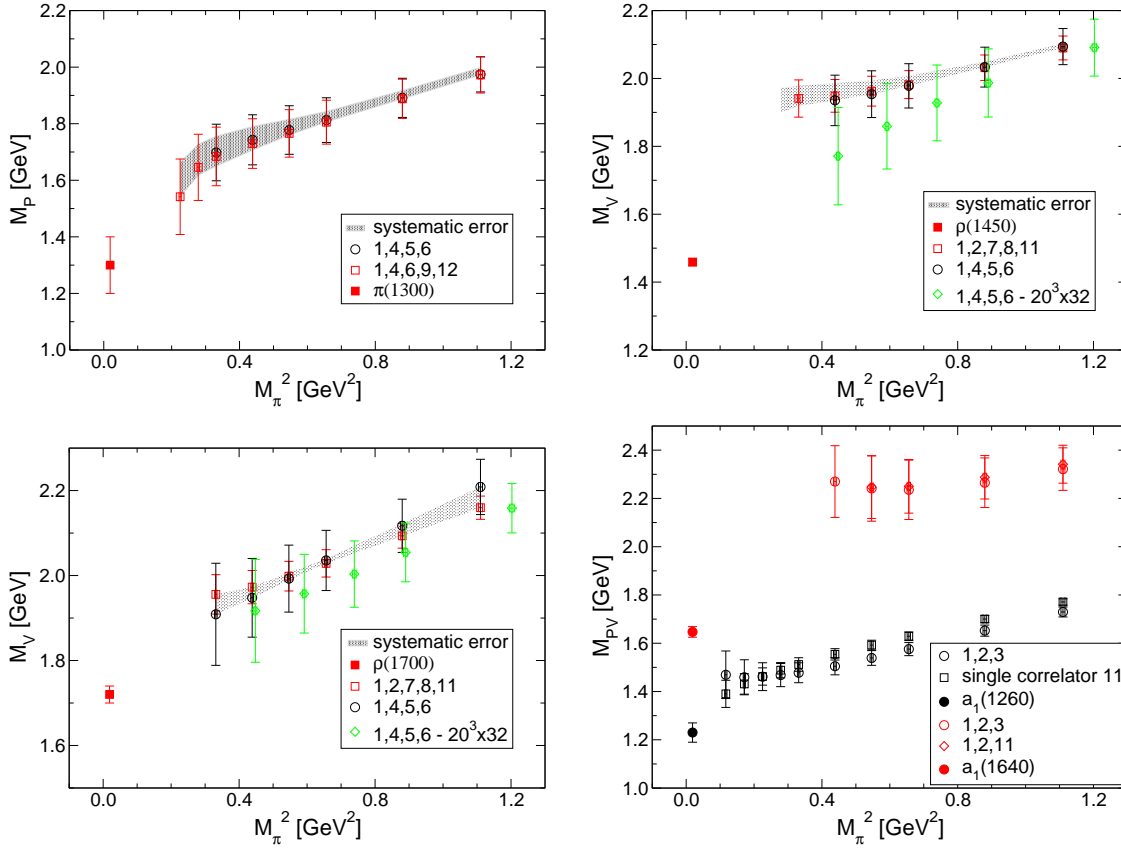 2.2
2.0
1.8
1.6
1.4
1.2
1.0
M_P [GeV]
systematic error
1,4,5,6
1,4,6,9,12
π(1300)
0.0 0.4 0.8 1.2
M_π^2 [GeV^2]
2.2
2.0
1.8
1.6
1.4
1.2
M_V [GeV]
systematic error
ρ(1450)
1,2,7,8,11
1,4,5,6
1,4,5,6 - 20^3x32
0.0 0.4 0.8 1.2
M_π^2 [GeV^2]
2.2
2.0
1.8
1.6
M_V [GeV]
systematic error
ρ(1700)
1,2,7,8,11
1,4,5,6
1,4,5,6 - 20^3x32
0.0 0.4 0.8 1.2
M_π^2 [GeV^2]
2.4
2.2
2.0
1.8
1.6
1.4
1.2
1.0
M_PV [GeV]
1,2,3
single correlator 11
a_1(1260)
1,2,3
1,2,11
a_1(1640)
0.0 0.4 0.8 1.2
M_π^2 [GeV^2]